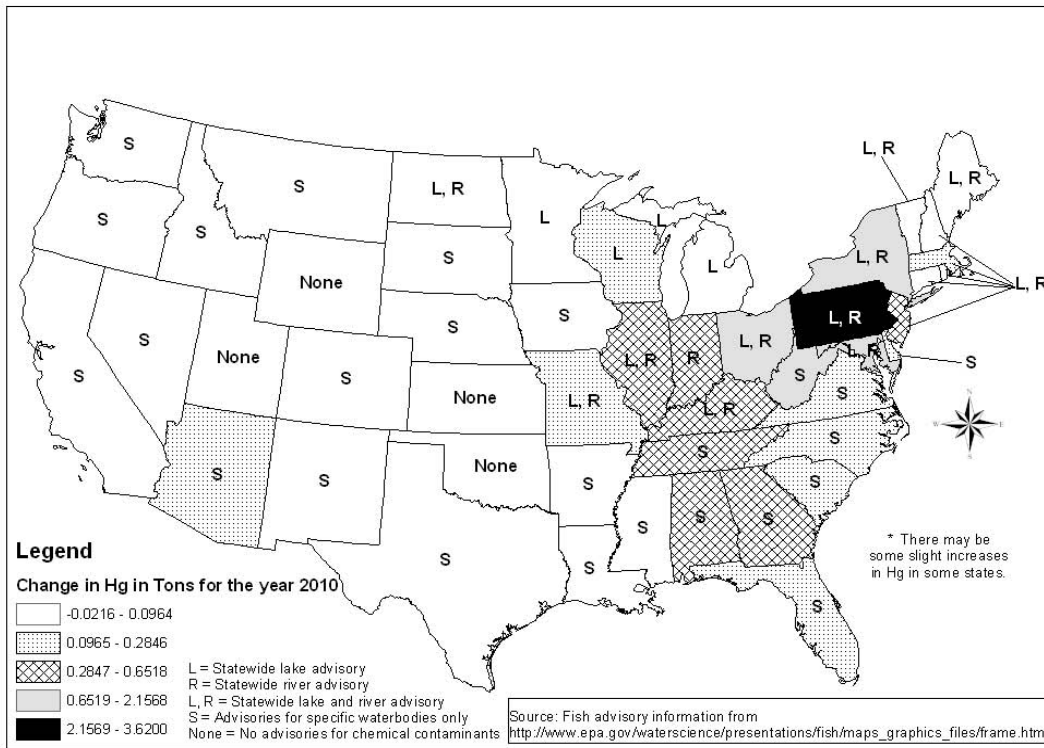 L, R
S
L, R
S
L, R
L
L
S
S
S
L
L
L, R
None
L, R
S
L, R
S
S
S
None
S
None
L, R
L, R
R
L, R
L, R
S
S
S
S
S
S
None
S
S
S
S
S
S
S
S
S
S
S
* There may be
some slight increases
in Hg in some states.
Legend
Change in Hg in Tons for the year 2010
-0.0216 - 0.0964
0.0965 - 0.2846
0.2847 - 0.6518
0.6519 - 2.1568
2.1569 - 3.6200
L = Statewide lake advisory
R = Statewide river advisory
L, R = Statewide lake and river advisory
S = Advisories for specific waterbodies only
None = No advisories for chemical contaminants
Source: Fish advisory information from
http://www.epa.gov/waterscience/presentations/fish/maps_graphics_files/frame.htm